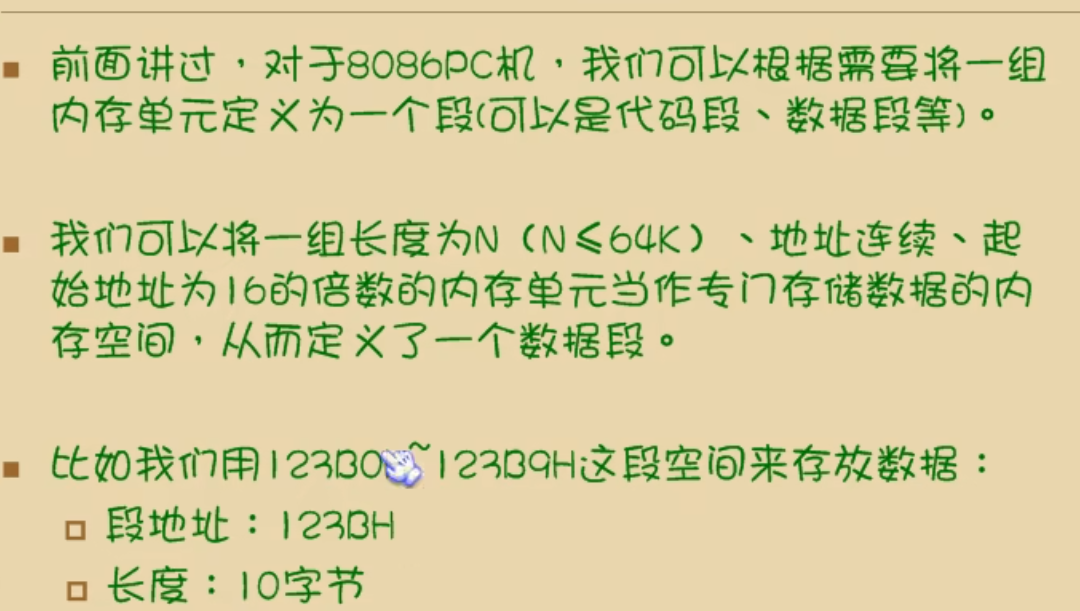 前面讲过，对于8086PC机，我们可以根据需要将一组
内存单元定义为一个段(可以是代码段、数据段等)。
我们可以将一组长度为N（N≤64K）、地址连续、起
始地址为16的倍数的内存单元当作专门存储数据的内
存空间，从而定义了一个数据段。
比如我们用123B0~123B9H这段空间来存放数据：
段地址：123BH
长度：10字节